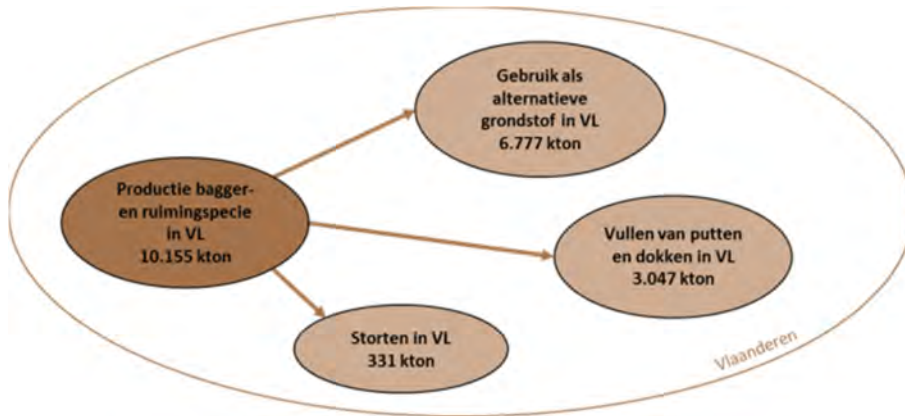 Gebruik als
alternatieve
grondstof in VL
6.777 kton
Productie bagger-
en ruimingspecie
in VL
10.155 kton
Vullen van putten
en dokken in VL
3.047 kton
Storten in VL
331 kton
Vlaanderen